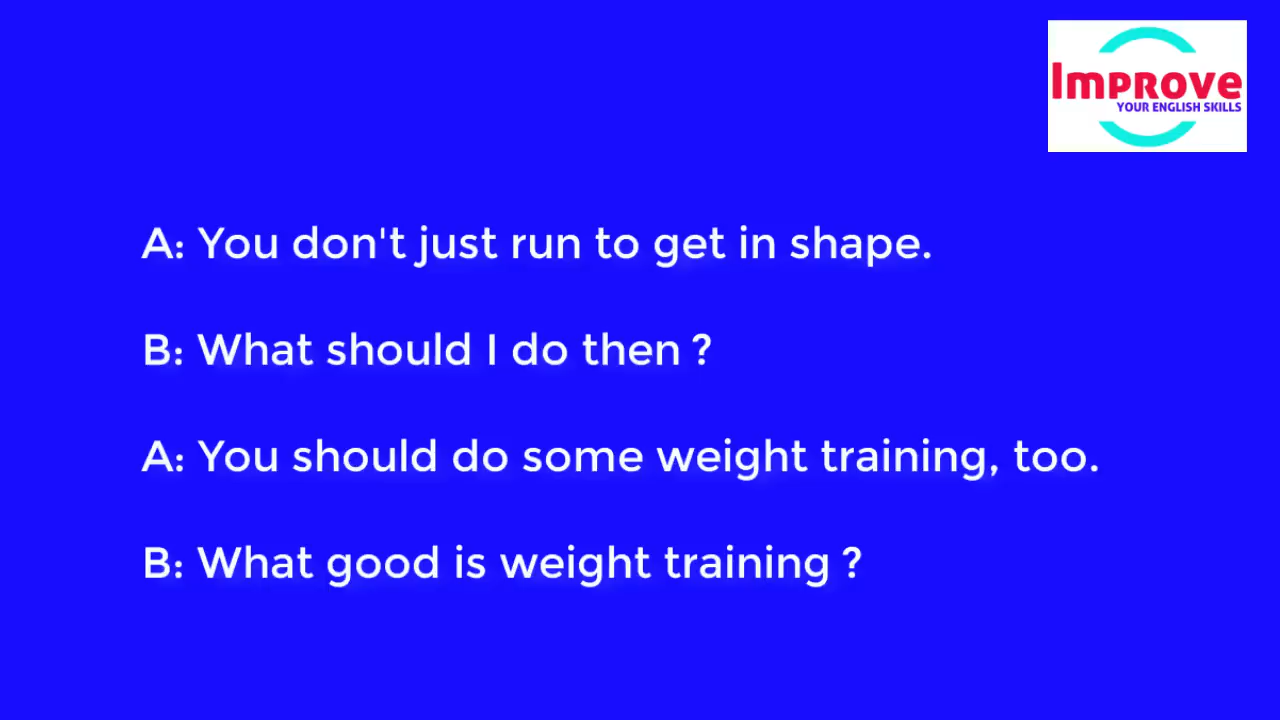 Improve
YOUR ENGLISH SKILLS
A: You don't just run to get in shape.
B: What should I do then ?
A: You should do some weight training, too.
B: What good is weight training ?